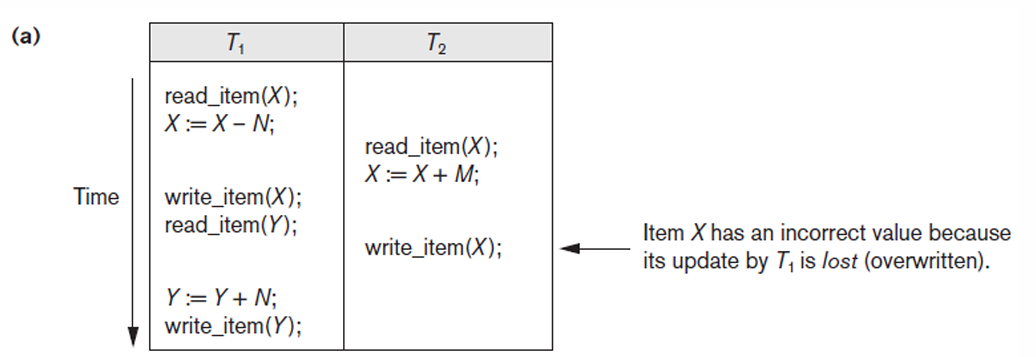 (a)
T₁ T₂
read_item(X);
X := X – N;
read_item(X);
X := X + M;
Time
write_item(X);
read_item(Y);
write_item(X);
Item X has an incorrect value because
its update by T₁ is lost (overwritten).
Y := Y + N;
write_item(Y);